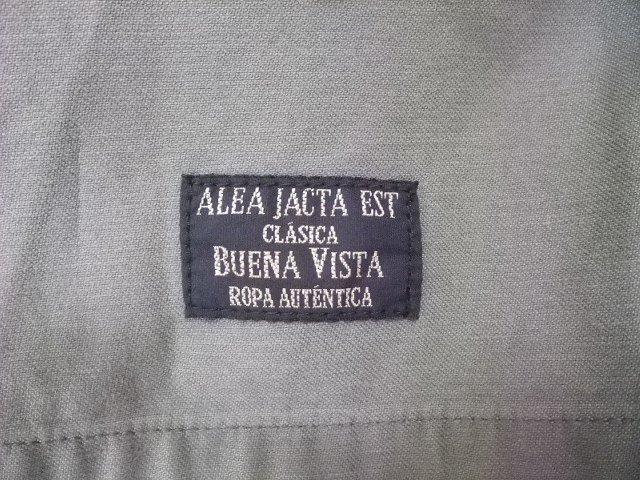 ALEA JACTA EST
CLÁSICA
BUENA VISTA
ROPA AUTÉNTICA